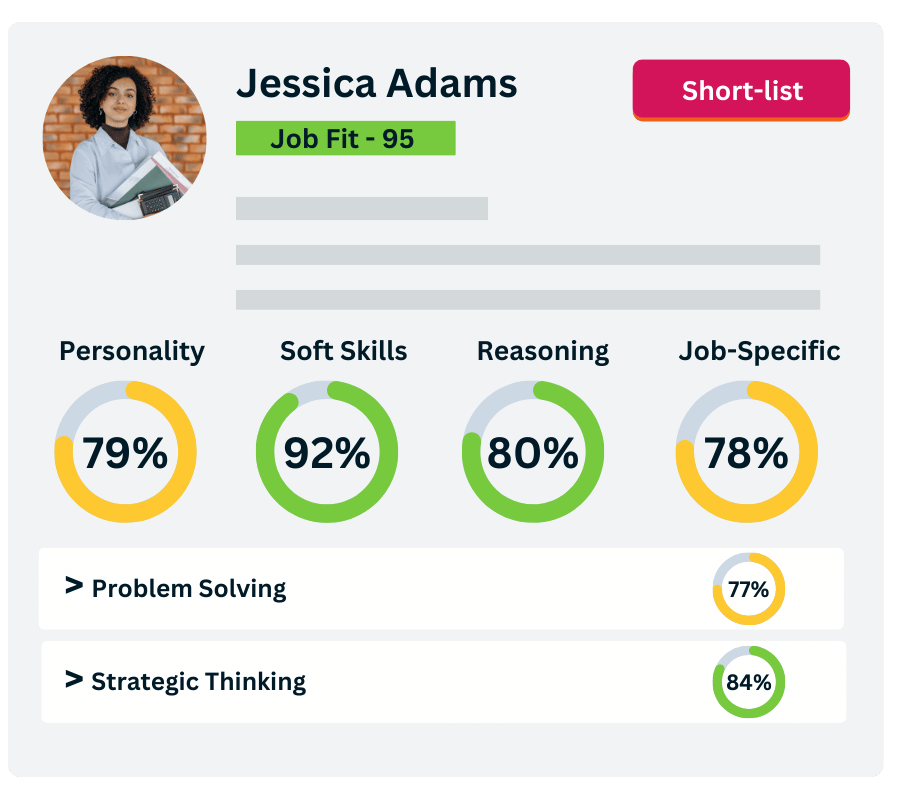 Jessica Adams
Short-list
Job Fit - 95
Personality
Soft Skills
Reasoning
Job-Specific
79%
92%
80%
78%
> Problem Solving
77%
> Strategic Thinking
84%